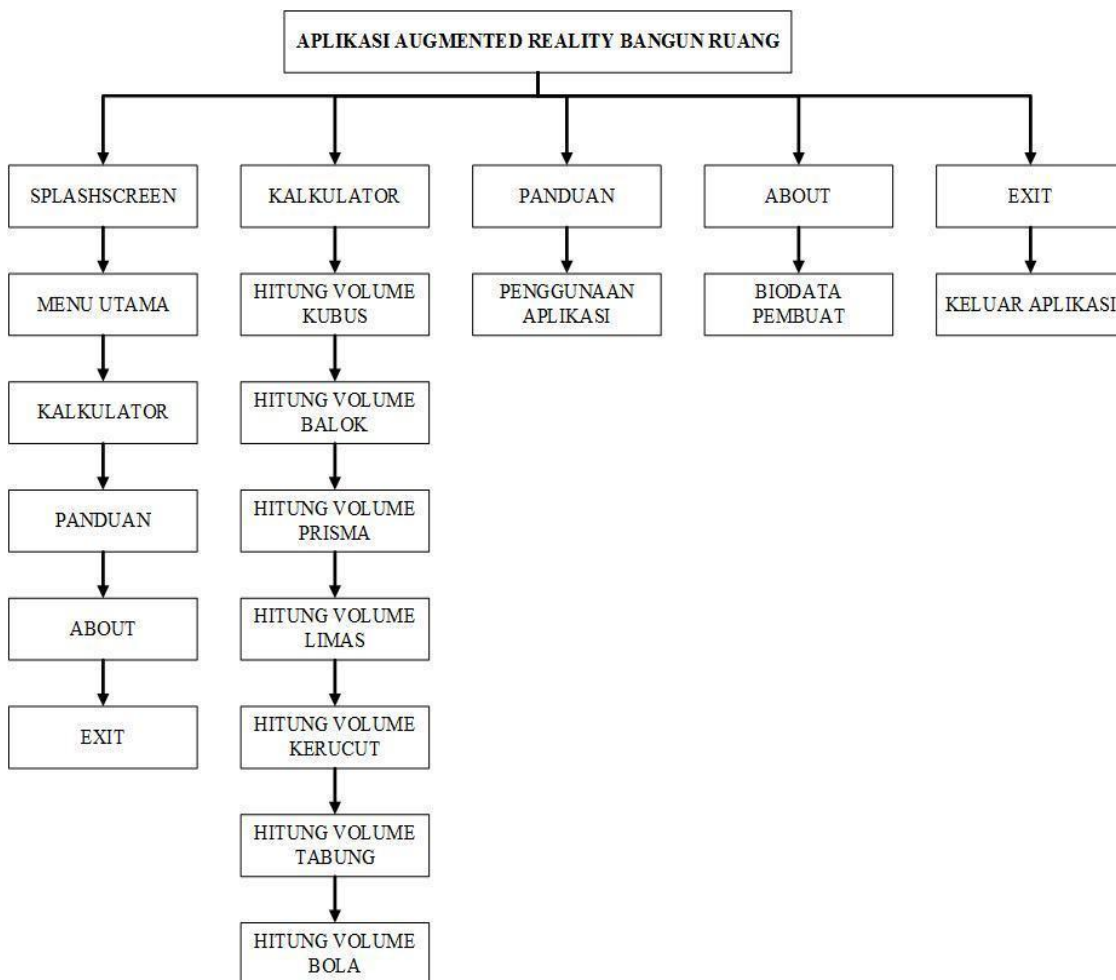 APLIKASI AUGMENTED REALITY BANGUN RUANG
SPLASHSCREEN
KALKULATOR
PANDUAN
ABOUT
EXIT
MENU UTAMA
HITUNG VOLUME
KUBUS
PENGGUNAAN
APLIKASI
BIODATA
PEMBUAT
KELUAR APLIKASI
KALKULATOR
HITUNG VOLUME
BALOK
PANDUAN
HITUNG VOLUME
PRISMA
ABOUT
HITUNG VOLUME
LIMAS
EXIT
HITUNG VOLUME
KERUCUT
HITUNG VOLUME
TABUNG
HITUNG VOLUME
BOLA